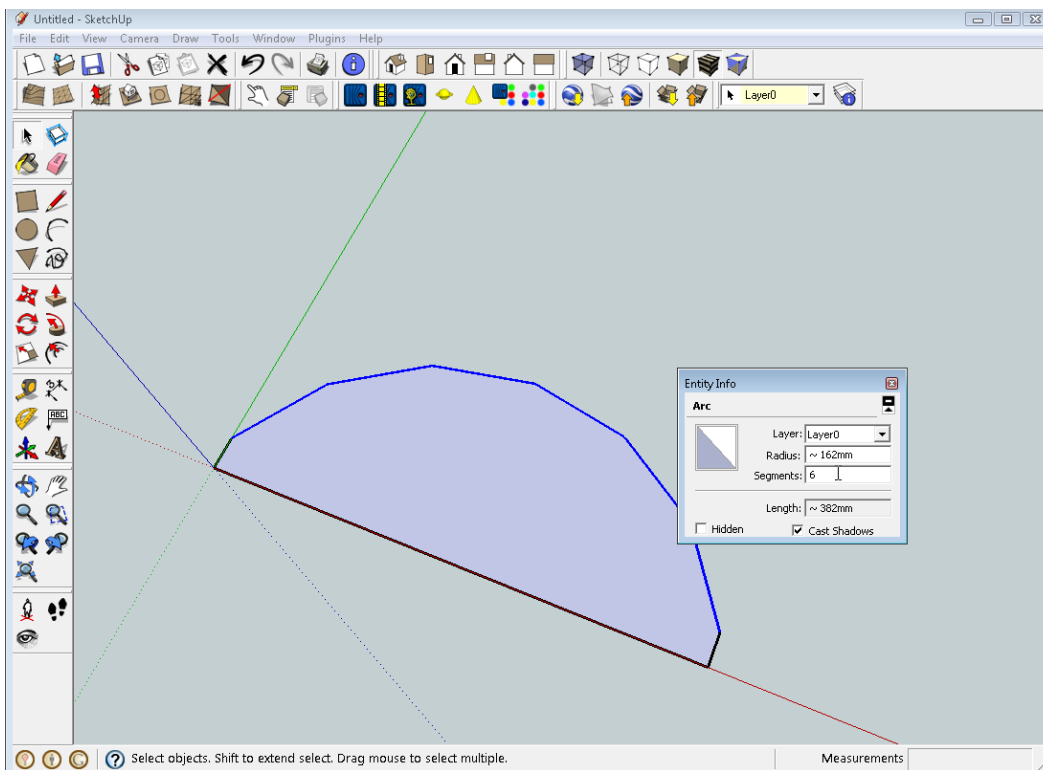 Untitled - SketchUp
File Edit View Camera Draw Tools Window Plugins Help
Layer0
ABC
Entity Info
Arc
Layer: Layer0
Radius: ~ 162mm
Segments: 6
Length: ~ 382mm
Hidden Cast Shadows
Select objects. Shift to extend select. Drag mouse to select multiple. Measurements